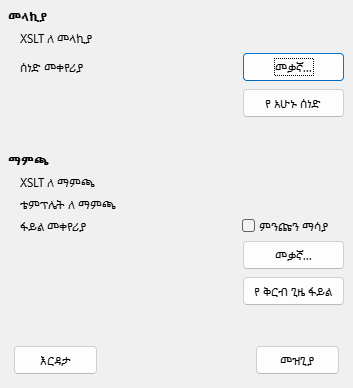 መላኪያ
XSLT ለ መላኪያ
ሰነድ መቀየሪያ
መቃኛ...
የ አሁኑ ሰነድ
ማምጫ
XSLT ለ ማምጫ
ቴምፕሌት ለ ማምጫ
ፋይል መቀየሪያ
ምንጩን ማሳያ
መቃኛ...
የ ቅርብ ጊዜ ፋይል
እርዳታ
መዝጊያ